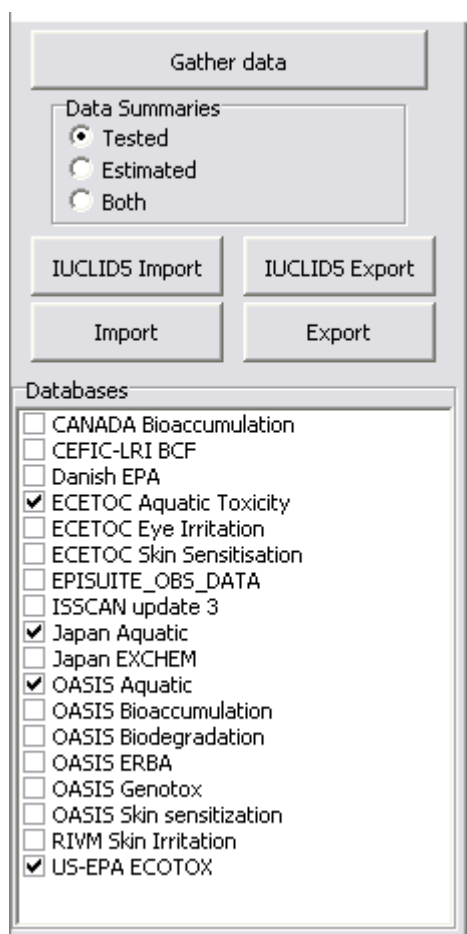 Gather data
Data Summaries
Tested
Estimated
Both
IUCLID5 Import
IUCLID5 Export
Import
Export
Databases
CANADA Bioaccumulation
CEFIC-LRI BCF
Danish EPA
ECETOC Aquatic Toxicity
ECETOC Eye Irritation
ECETOC Skin Sensitisation
EPISUITE_OBS_DATA
ISSCAN update 3
Japan Aquatic
Japan EXCHEM
OASIS Aquatic
OASIS Bioaccumulation
OASIS Biodegradation
OASIS ERBA
OASIS Genotox
OASIS Skin sensitization
RIVM Skin Irritation
US-EPA ECOTOX